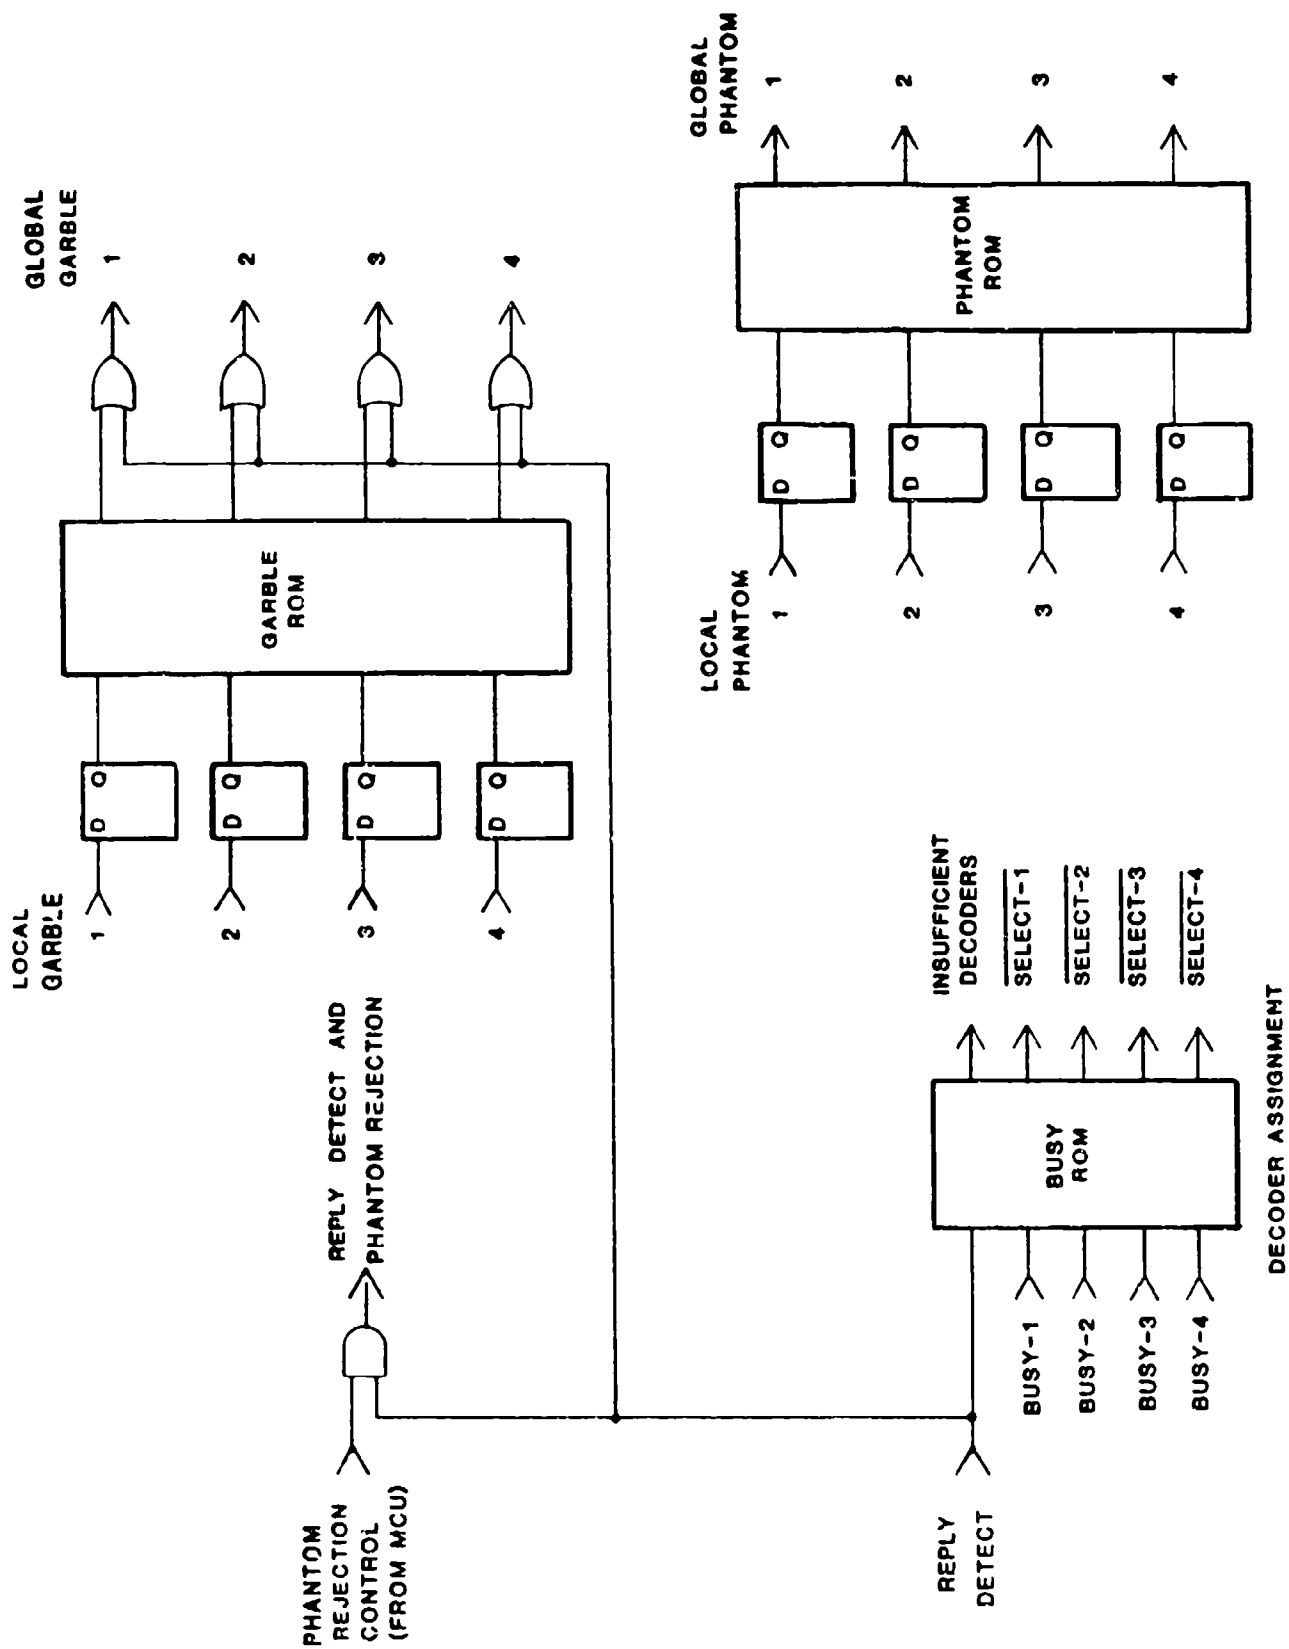 LOCAL
GARBLE
1
2
3
4
D Q
D Q
D Q
D Q
GARBLE
ROM
GLOBAL
GARBLE
1
2
3
4
PHANTOM
REJECTION
CONTROL
(FROM MCU)
REPLY DETECT AND
PHANTOM REJECTION
LOCAL
PHANTOM
1
2
3
4
D Q
D Q
D Q
D Q
PHANTOM
ROM
GLOBAL
PHANTOM
1
2
3
4
REPLY
DETECT
BUSY-1
BUSY-2
BUSY-3
BUSY-4
BUSY
ROM
INSUFFICIENT
DECODERS
SELECT-1
SELECT-2
SELECT-3
SELECT-4
DECODER ASSIGNMENT